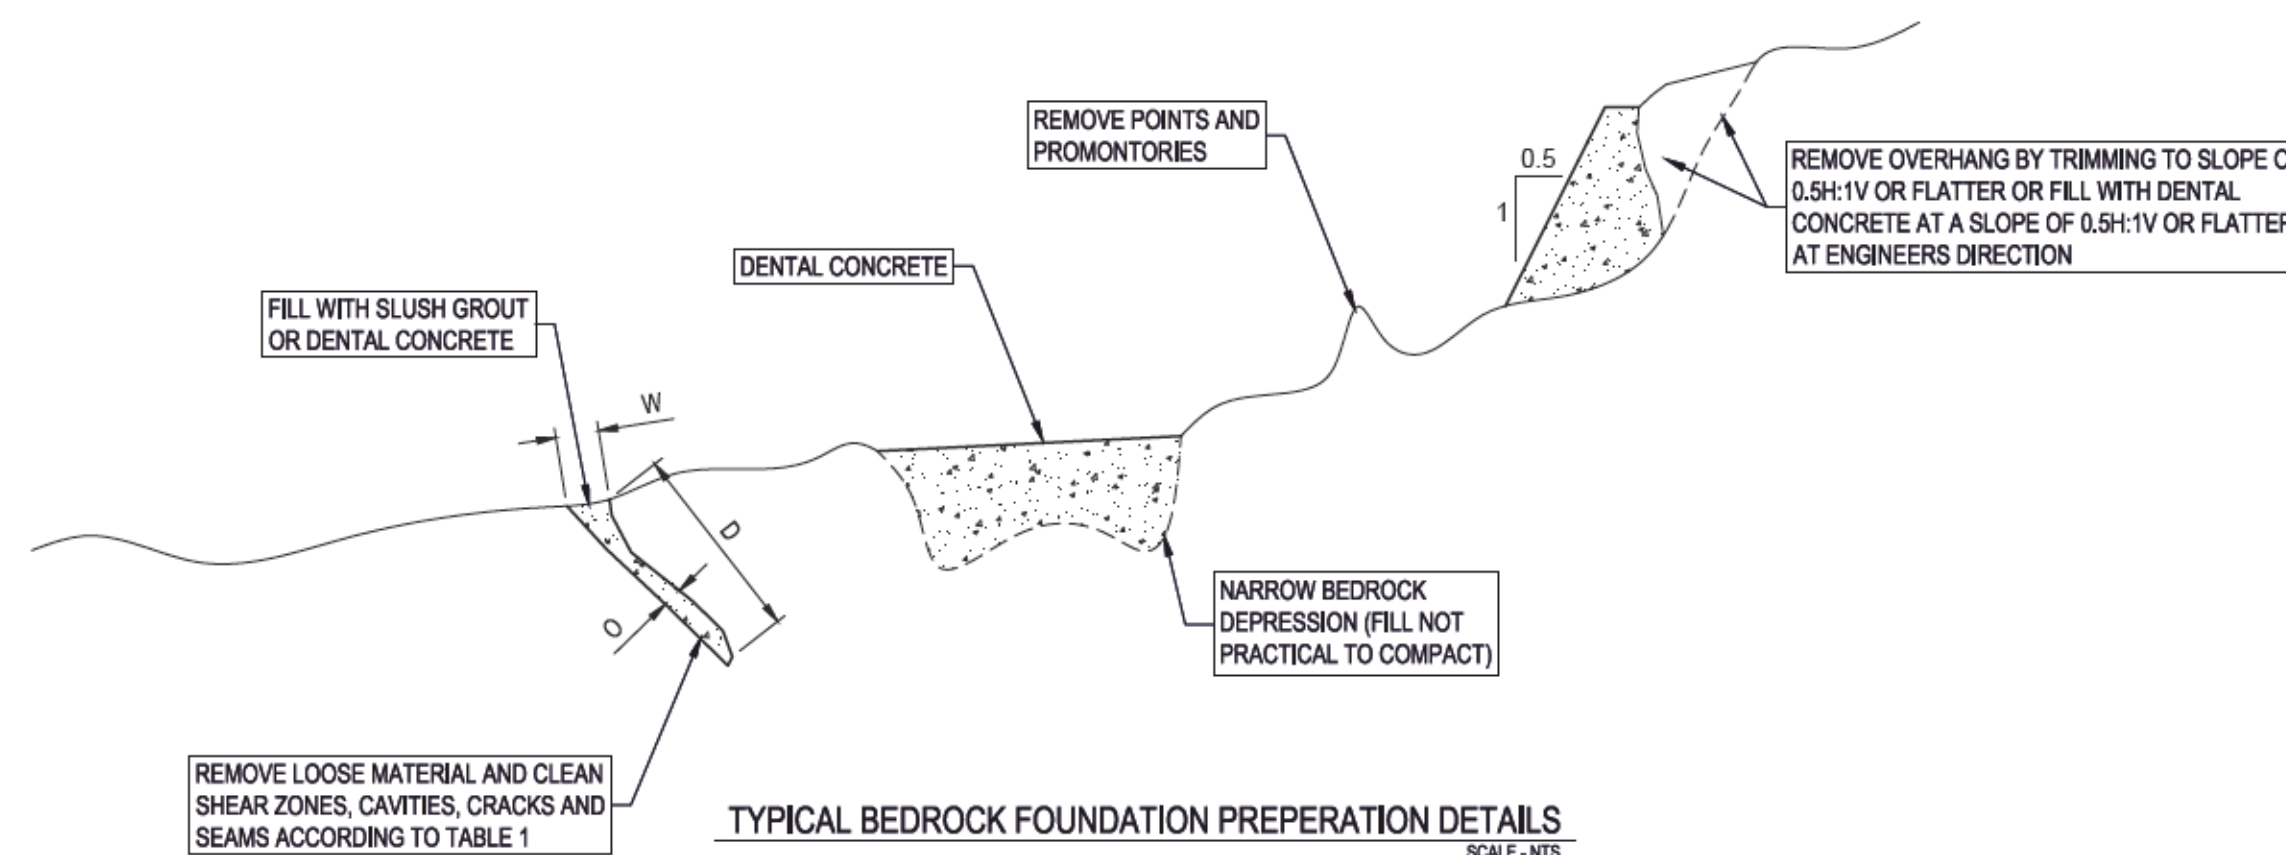 REMOVE POINTS AND
PROMONTORIES
0.5
1
REMOVE OVERHANG BY TRIMMING TO SLOPE
0.5H:1V OR FLATTER OR FILL WITH DENTAL
CONCRETE AT A SLOPE OF 0.5H:1V OR FLATTER
AT ENGINEERS DIRECTION
DENTAL CONCRETE
FILL WITH SLUSH GROUT
OR DENTAL CONCRETE
W
D
O
NARROW BEDROCK
DEPRESSION (FILL NOT
PRACTICAL TO COMPACT)
REMOVE LOOSE MATERIAL AND CLEAN
SHEAR ZONES, CAVITIES, CRACKS AND
SEAMS ACCORDING TO TABLE 1
TYPICAL BEDROCK FOUNDATION PREPERATION DETAILS
SCALE - NTS